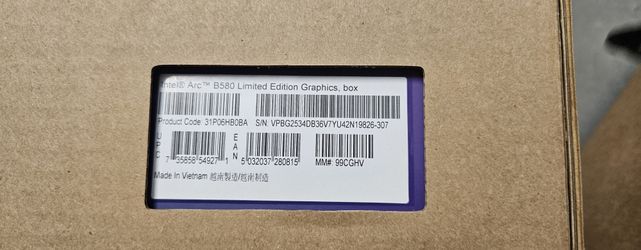 Intel® Arc™ B580 Limited Edition Graphics, box
Product Code: 31P06HB0BA S/N: VPBG2534DB36V7YU42N19826-307
UPC 7 35858 54927 1 EAN 5 032037 280815 MM#: 99CGHV
Made In Vietnam 越南製造/越南制造